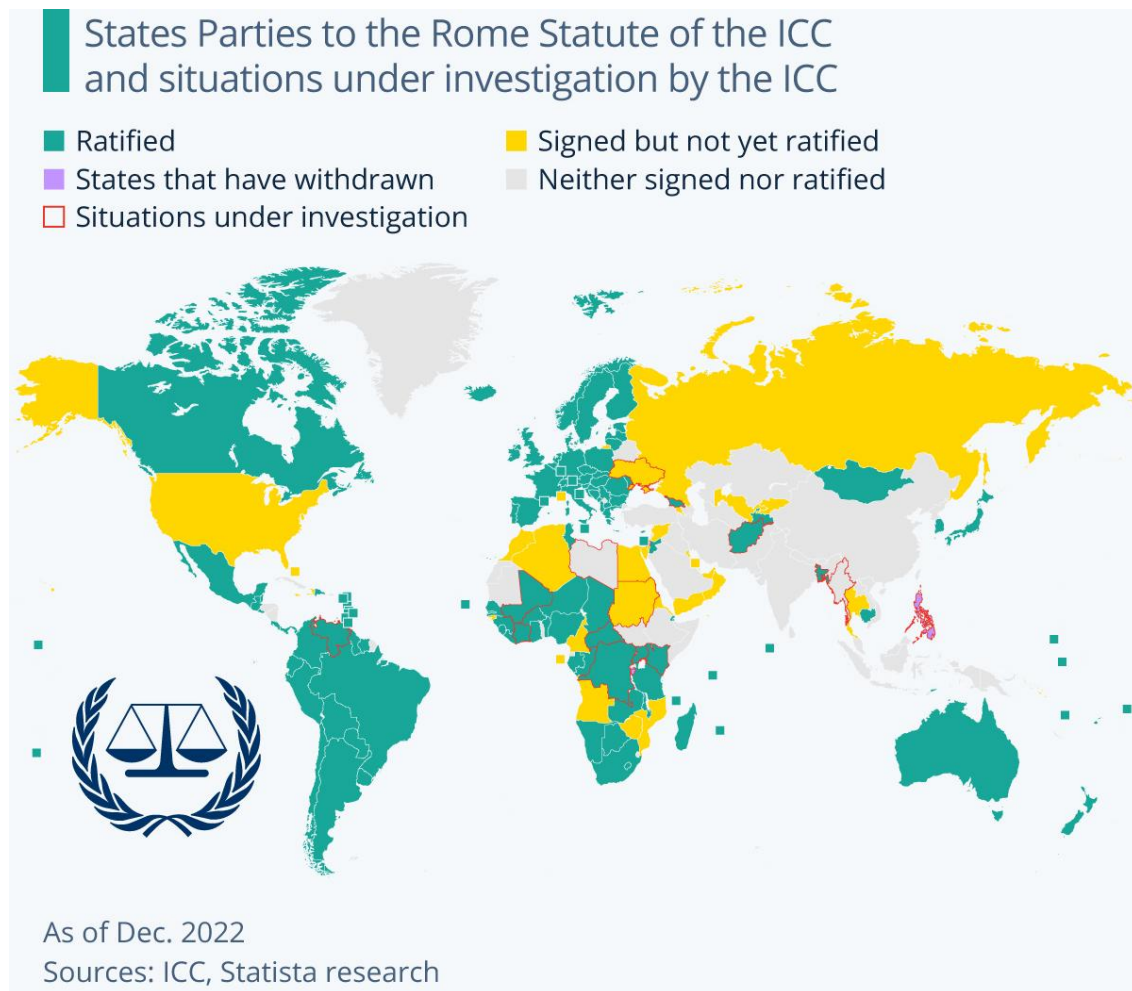 States Parties to the Rome Statute of the ICC
and situations under investigation by the ICC
Ratified
Signed but not yet ratified
States that have withdrawn
Neither signed nor ratified
Situations under investigation
As of Dec. 2022
Sources: ICC, Statista research